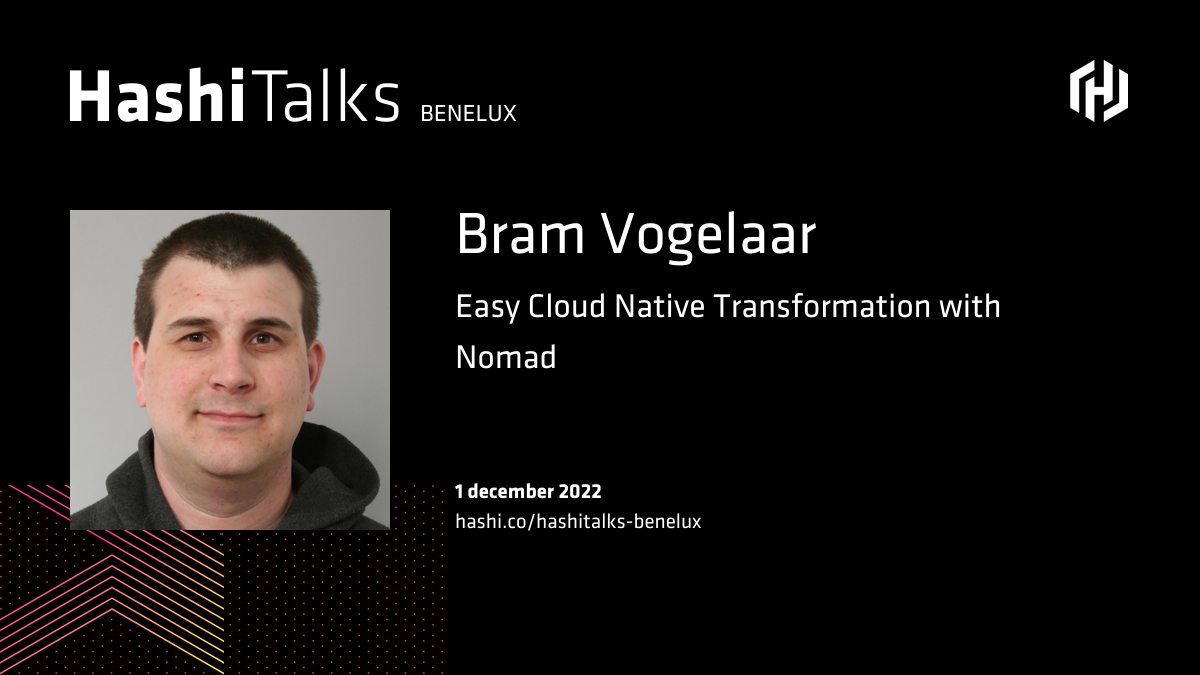 HashiTalks BENELUX
Bram Vogelaar
Easy Cloud Native Transformation with
Nomad
1 december 2022
hashi.co/hashitalks-benelux